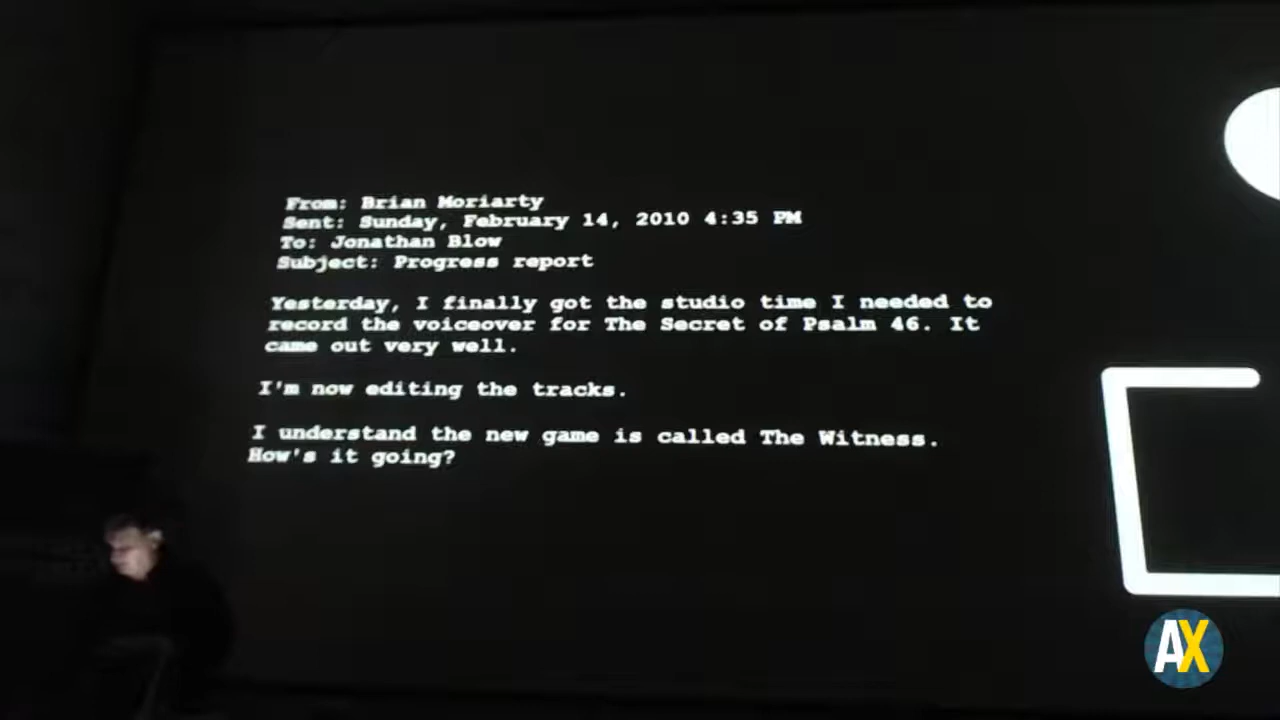 From: Brian Moriarty
Sent: Sunday, February 14, 2010 4:35 PM
To: Jonathan Blow
Subject: Progress report
Yesterday, I finally got the studio time I needed to
record the voiceover for The Secret of Psalm 46. It
came out very well.
I'm now editing the tracks.
I understand the new game is called The Witness.
How's it going?
AX